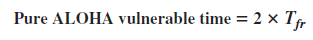 Pure ALOHA vulnerable time = 2 × Tfr